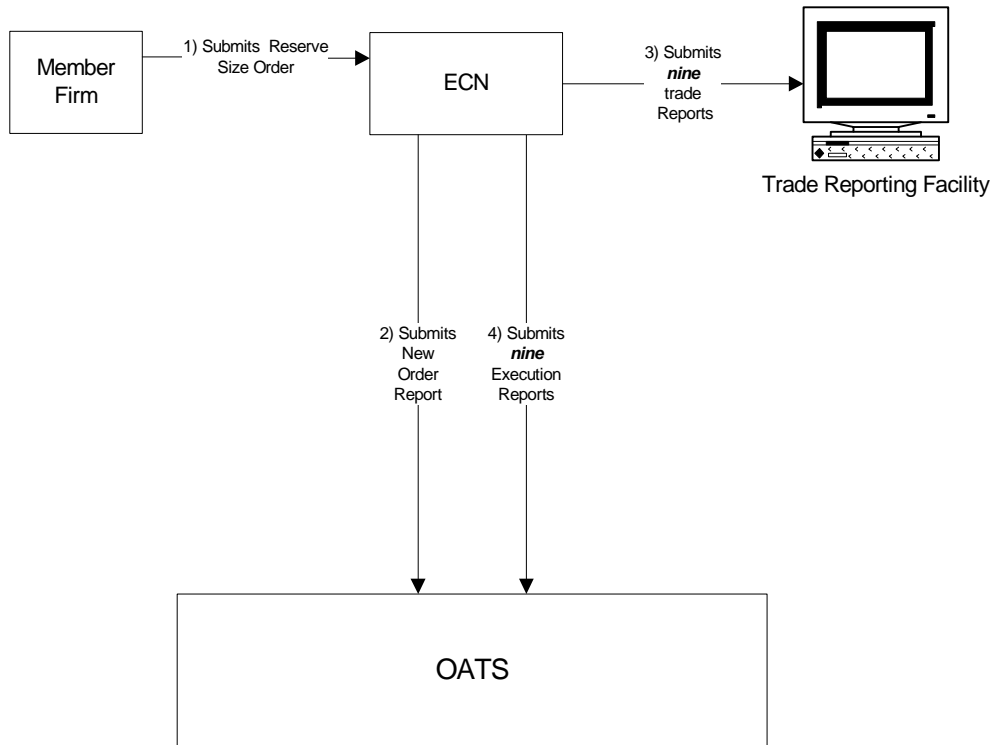 Member
Firm
1) Submits Reserve
Size Order
ECN
3) Submits
nine
trade
Reports
Trade Reporting Facility
2) Submits
New
Order
Report
4) Submits
nine
Execution
Reports
OATS